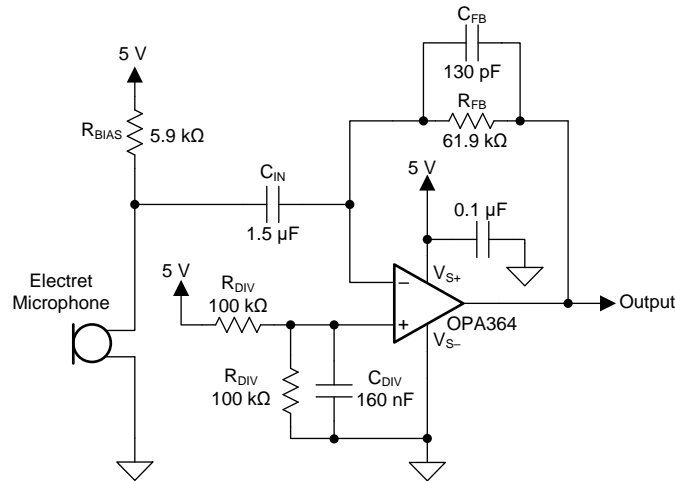 C_FB
130 pF
5 V
R_FB
61.9 kΩ
R_BIAS
5.9 kΩ
C_IN
1.5 µF
5 V
0.1 µF
V_S+
Electret
Microphone
5 V
R_DIV
100 kΩ
−
+
OPA364
Output
V_S–
R_DIV
100 kΩ
C_DIV
160 nF